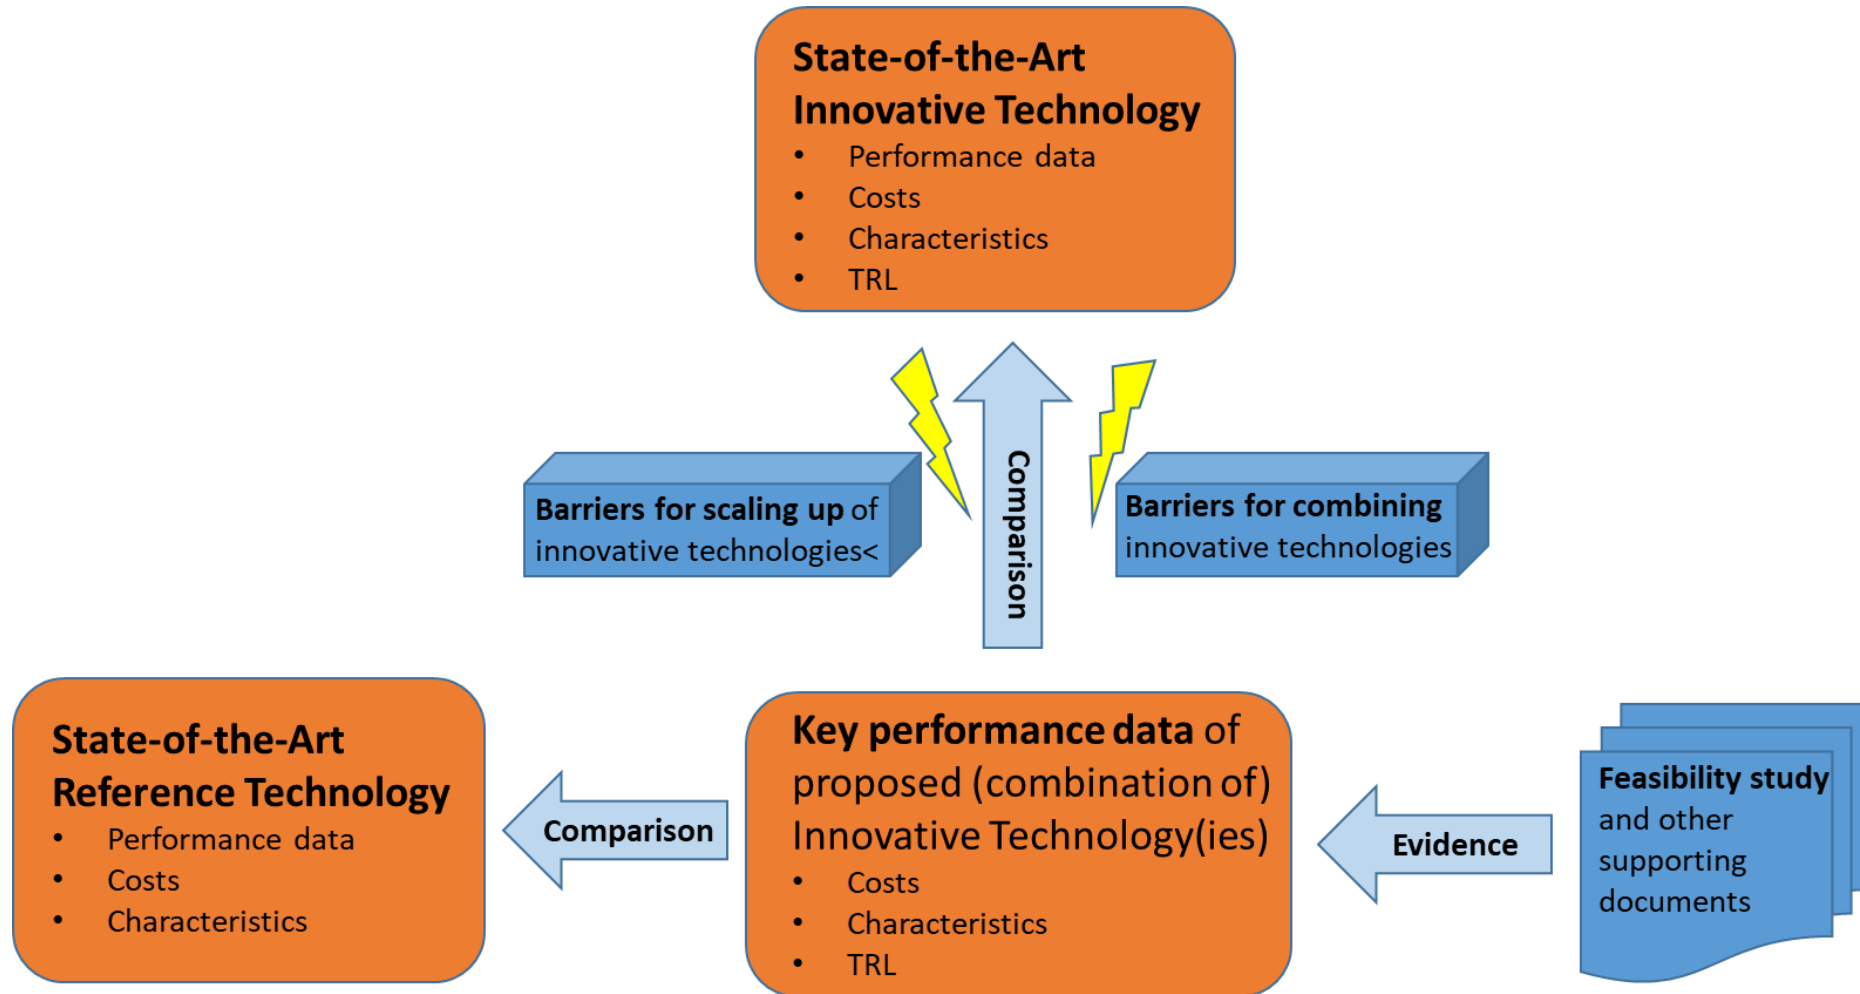 State-of-the-Art
Innovative Technology
• Performance data
• Costs
• Characteristics
• TRL
Comparison
Barriers for scaling up of
innovative technologies<
Barriers for combining
innovative technologies
State-of-the-Art
Reference Technology
• Performance data
• Costs
• Characteristics
Comparison
Key performance data of
proposed (combination of)
Innovative Technology(ies)
• Costs
• Characteristics
• TRL
Evidence
Feasibility study
and other
supporting
documents